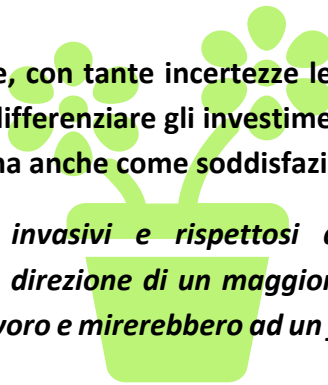 e, con tante incertezze le
differenziare gli investime
na anche come soddisfazi
invasivi e rispettosi
direzione di un maggior
voro e mirerebbero ad un